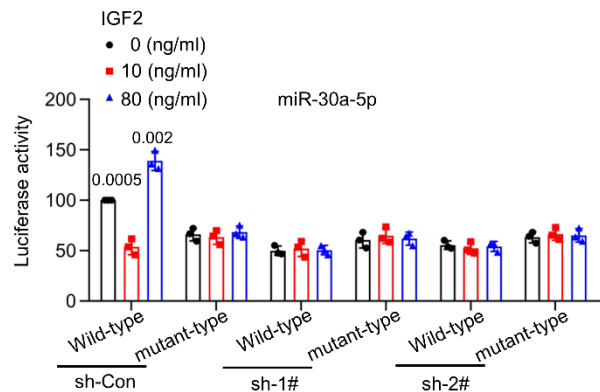 IGF2
0 (ng/ml)
10 (ng/ml)
80 (ng/ml)
miR-30a-5p
Luciferase activity
200
150
100
50
0
0.0005
0.002
Wild-type
mutant-type
Wild-type
mutant-type
Wild-type
mutant-type
sh-Con
sh-1#
sh-2#